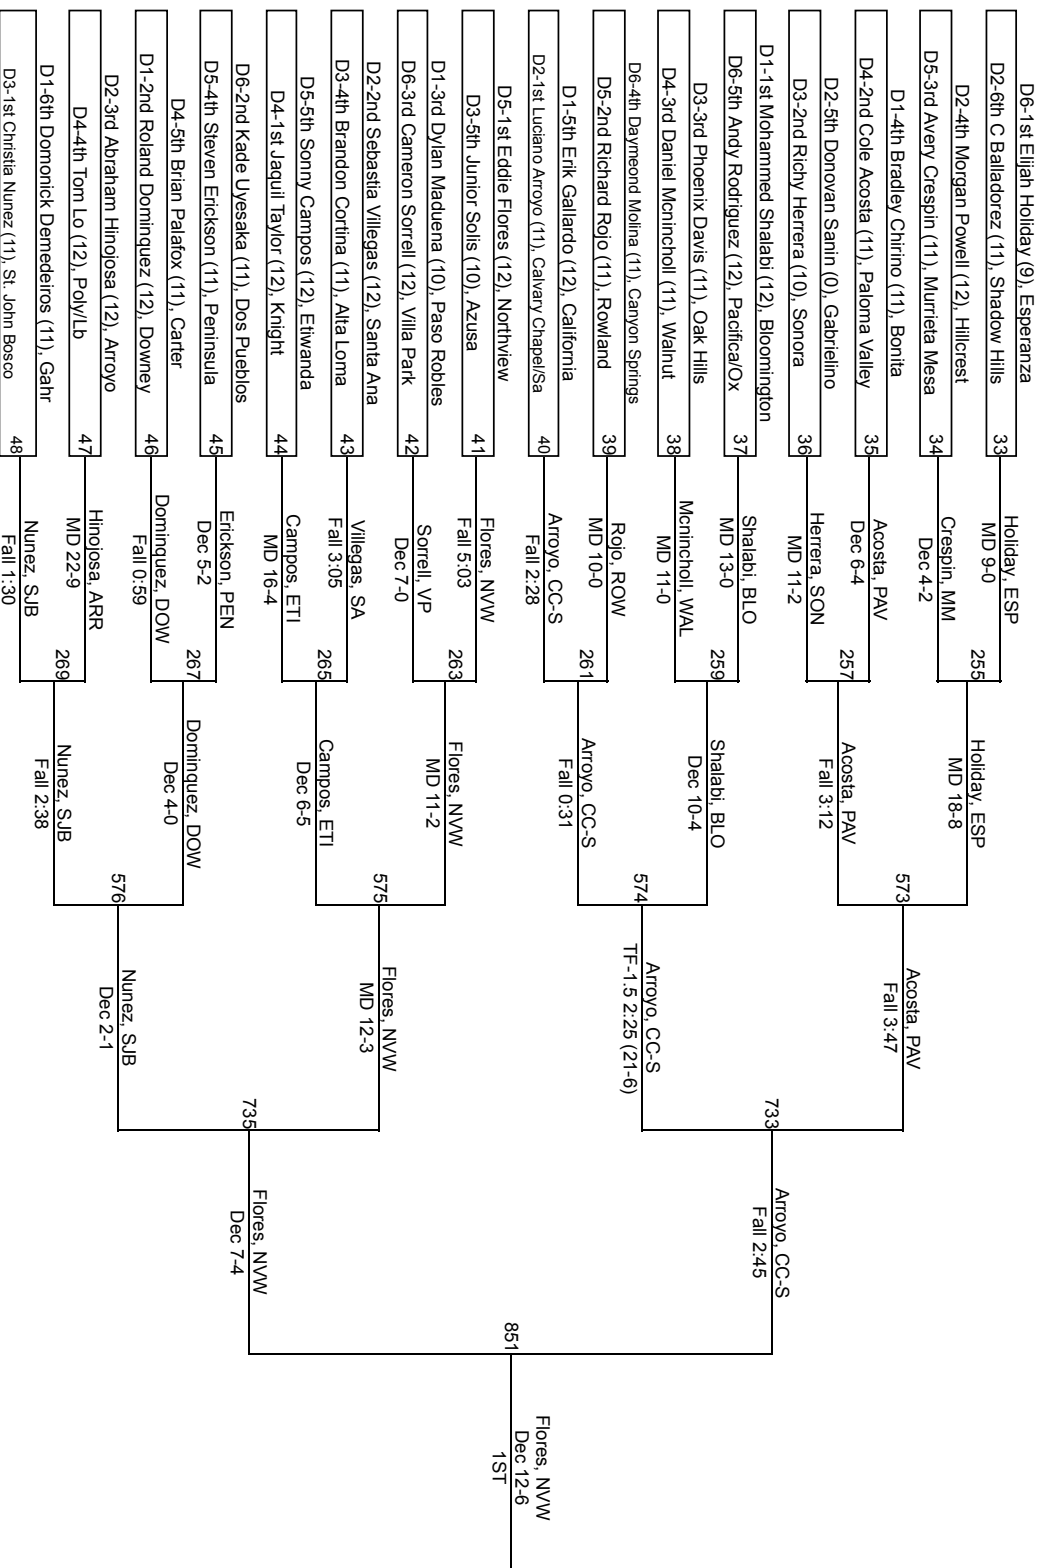 D6-1st Elijah Holiday (9), Esperanza
33
D2-6th C Balladorez (11), Shadow Hills
D2-4th Morgan Powell (12), Hillcrest
34
D5-3rd Avery Crespin (11), Murrieta Mesa
D1-4th Bradley Chirino (11), Bonita
35
D4-2nd Cole Acosta (11), Paloma Valley
D2-5th Donovan Sanin (0), Gabrielino
36
D3-2nd Richy Herrera (10), Sonora
D1-1st Mohammed Shalabi (12), Bloomington
37
D6-5th Andy Rodriguez (12), Pacifica/Ox
D3-3rd Phoenix Davis (11), Oak Hills
38
D4-3rd Daniel Mcnincholl (11), Walnut
D6-4th Daymeond Molina (11), Canyon Springs
39
D5-2nd Richard Rojo (11), Rowland
D1-5th Erik Gallardo (12), California
40
D2-1st Luciano Arroyo (11), Calvary Chapel/Sa
D5-1st Eddie Flores (12), Northview
41
D3-5th Junior Solis (10), Azusa
D1-3rd Dylan Maduena (10), Paso Robles
42
D6-3rd Cameron Sorrell (12), Villa Park
D2-2nd Sebastia Villegas (12), Santa Ana
43
D3-4th Brandon Cortina (11), Alta Loma
D5-5th Sonny Campos (12), Etiwanda
44
D4-1st Jaquil Taylor (12), Knight
D6-2nd Kade Uyesaka (11), Dos Pueblos
45
D5-4th Steven Erickson (11), Peninsula
D4-5th Brian Palafox (11), Carter
46
D1-2nd Roland Dominquez (12), Downey
D2-3rd Abraham Hinojosa (12), Arroyo
47
D4-4th Tom Lo (12), Poly/Lb
D1-6th Domonick Demedeiros (11), Gahr
48
D3-1st Christia Nunez (11), St. John Bosco
Holiday, ESP
MD 9-0
255
Crespin, MM
Dec 4-2
Acosta, PAV
Dec 6-4
257
Herrera, SON
MD 11-2
Shalabi, BLO
MD 13-0
259
Mcnincholl, WAL
MD 11-0
Rojo, ROW
MD 10-0
261
Arroyo, CC-S
Fall 2:28
Flores, NVW
Fall 5:03
263
Sorrell, VP
Dec 7-0
Villegas, SA
Fall 3:05
265
Campos, ETI
MD 16-4
Erickson, PEN
Dec 5-2
267
Dominquez, DOW
Fall 0:59
Hinojosa, ARR
MD 22-9
269
Nunez, SJB
Fall 1:30
Holiday, ESP
MD 18-8
573
Acosta, PAV
Fall 3:12
Shalabi, BLO
Dec 10-4
574
Arroyo, CC-S
Fall 0:31
Flores, NVW
MD 11-2
575
Campos, ETI
Dec 6-5
Dominquez, DOW
Dec 4-0
576
Nunez, SJB
Fall 2:38
Acosta, PAV
Fall 3:47
733
Arroyo, CC-S
TF-1.5 2:25 (21-6)
Flores, NVW
MD 12-3
735
Nunez, SJB
Dec 2-1
Arroyo, CC-S
Fall 2:45
851
Flores, NVW
Dec 7-4
Flores, NVW
Dec 12-6
1ST